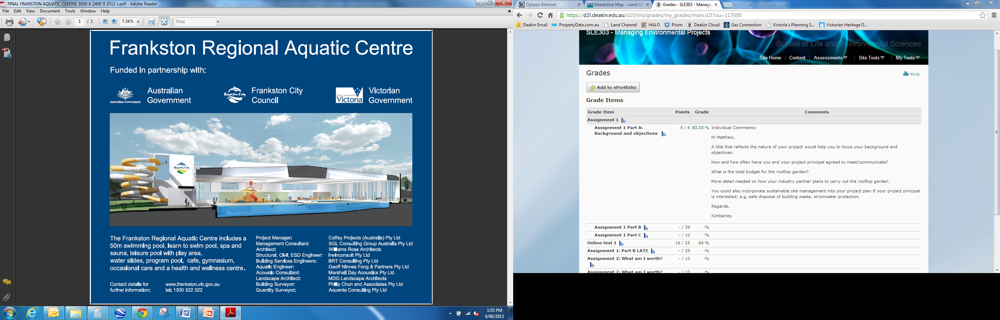 FINAL FRANSTON AQUATIC CENTRE 3000 X 2400 9 2012 s.pdf - Adobe Reader
File Edit View Document Tools Window Help
1 / 1 7.34% Find
Frankston Regional Aquatic Centre
Funded in partnership with:
Australian Government
Australian
Government
Frankston City
Frankston City
Council
State Government
Victoria
Victorian
Government
Frankston City
The Frankston Regional Aquatic Centre includes a
50m swimming pool, learn to swim pool, spa and
sauna, leisure pool with play area,
water slides, program pool, cafe, gymnasium,
occasional care and a health and wellness centre.
Contact details for
further information:
www.frankston.vic.gov.au
tel: 1300 322 322
Project Manager: Coffey Projects (Australia) Pty Ltd
Management Consultant: SGL Consulting Group Australia Pty Ltd
Architect: Williams Ross Architects
Structural, Civil, ESD Engineer: Irwinconsult Pty Ltd
Building Services Engineers: BRT Consulting Pty Ltd
Aquatic Engineer: Geoff Ninnes Fong & Partners Pty Ltd
Acoustic Consultant: Marshall Day Acoustics Pty Ltd
Landscape Architect: MDG Landscape Architects
Building Surveyor: Philip Chun and Associates Pty Ltd
Quantity Surveyor: Aquenta Consulting Pty Ltd
1:55 PM
6/06/2013
Opteon Intranet
Interactive Map - Land Ch
Grades - SLE303 - Managin
https://d2l.deakin.edu.au/d2l/lms/grades/my_grades/main.d2l?ou=117600
Deakin Email PropertyData.com.au Land Channel HALO Prism Deakin Cloud Gas Connection Victoria's Planning S... Victorian Heritage D...
SLE303 - Managing Environmental Projects
School of Life and Environmental Sciences
Site Home Content Assessments Site Tools My Tools
Grades
Print
Add to ePortfolio
Grade Items
Grade Item Points Grade Comments
Assignment 1
Assignment 1 Part A: 5 / 6 83.33 % Individual Comments:
Background and objectives
Hi Matthew,
A title that reflects the nature of your project would help you to focus your background and
objectives.
How and how often have you and your project principal agreed to meet/communicate?
What is the total budget for the rooftop garden?
More detail needed on how your industry partner plans to carry out the rooftop garden.
You could also incorporate sustainable site management into your project plan if your project principal
is interested; e.g. safe disposal of building waste, stromwater protection.
Regards,
Kimberley
Assignment 1 Part B - / 39 -%
Assignment 1 Part C - / 10 -%
Online test 1 16 / 25 64 %
Assignment 1: Part B LATE - / 29 -%
Assignment 2: What am I worth? - / 10 -%
Assignment 2: What am I worth? - / 10 -%